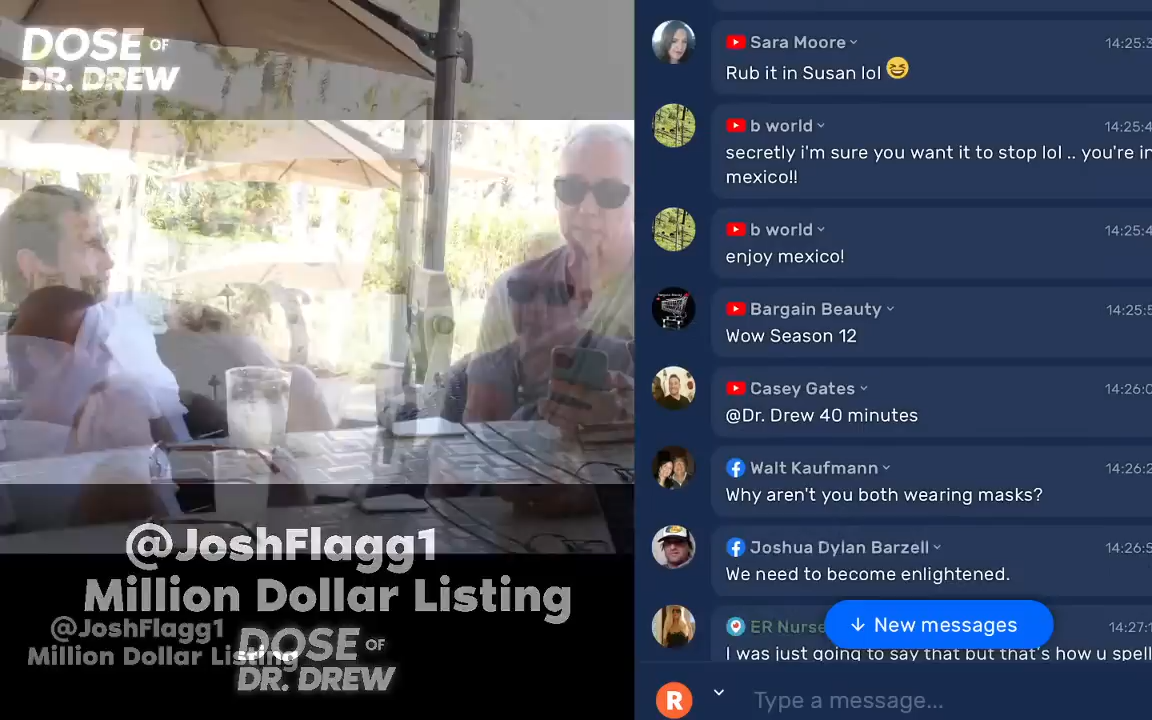 DOSE OF
DR. DREW
@JoshFlagg1
Million Dollar Listing
@JoshFlagg1
Million Dollar Listing
DOSE OF
DR. DREW
Sara Moore
14:25:3
Rub it in Susan lol
b world
14:25:4
secretly i'm sure you want it to stop lol .. you're in
mexico!!
b world
14:25:4
enjoy mexico!
Bargain Beauty
14:25:5
Wow Season 12
Casey Gates
14:26:0
@Dr. Drew 40 minutes
Walt Kaufmann
14:26:2
Why aren't you both wearing masks?
Joshua Dylan Barzell
14:26:5
We need to become enlightened.
ER Nurse
14:27:1
I was just going to say that but that's how u spell
↓ New messages
R
Type a message...